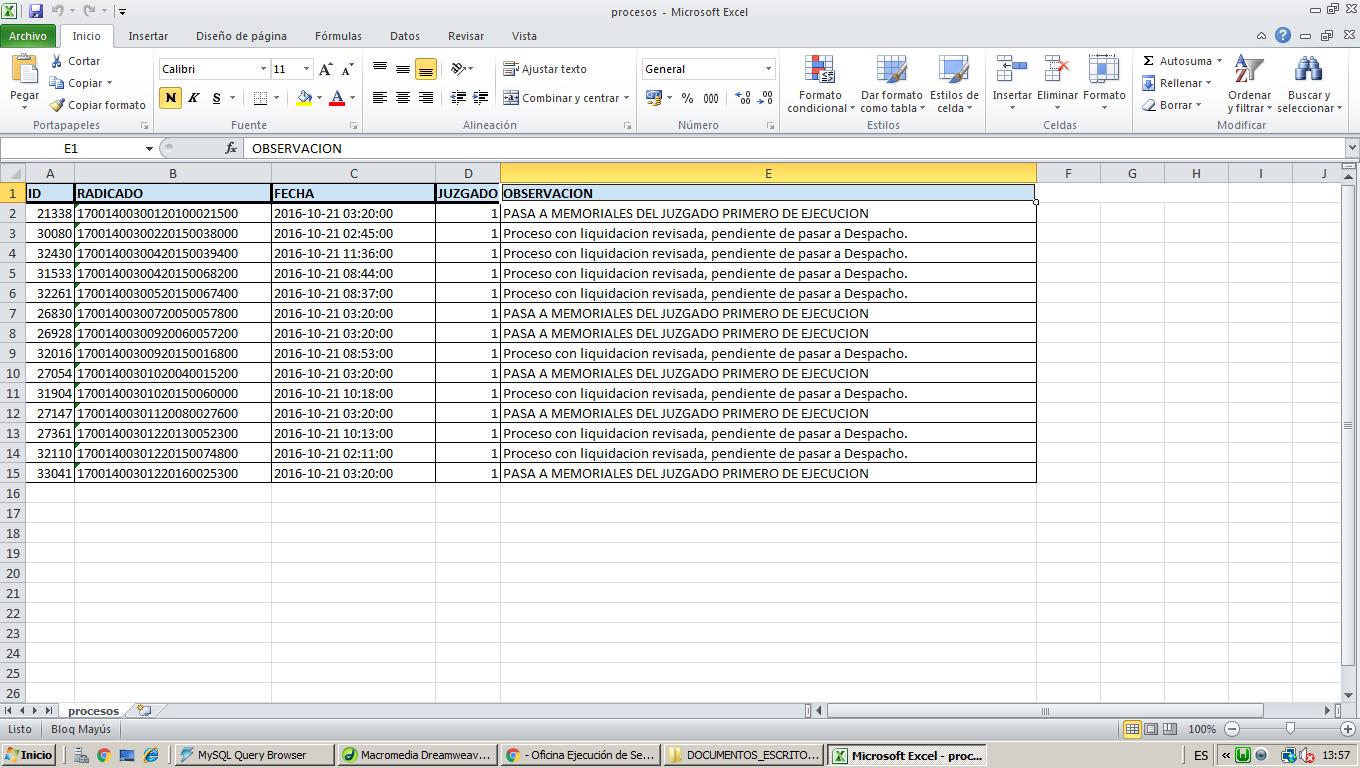 procesos - Microsoft Excel
Archivo Inicio Insertar Diseño de página Fórmulas Datos Revisar Vista
Pegar
Cortar
Copiar
Copiar formato
Portapapeles
Calibri 11
N K S
Fuente
Ajustar texto
Combinar y centrar
Alineación
General
% 000
Número
Formato condicional
Dar formato como tabla
Estilos de celda
Estilos
Insertar Eliminar Formato
Celdas
Autosuma
Rellenar
Borrar
Ordenar y filtrar
Buscar y seleccionar
Modificar
E1 fx OBSERVACION
A B C D E F G H I J
1 ID RADICADO FECHA JUZGADO OBSERVACION
2 21338 17001400300120100021500 2016-10-21 03:20:00 1 PASA A MEMORIALES DEL JUZGADO PRIMERO DE EJECUCION
3 30080 17001400300220150038000 2016-10-21 02:45:00 1 Proceso con liquidacion revisada, pendiente de pasar a Despacho.
4 32430 17001400300420150039400 2016-10-21 11:36:00 1 Proceso con liquidacion revisada, pendiente de pasar a Despacho.
5 31533 17001400300420150068200 2016-10-21 08:44:00 1 Proceso con liquidacion revisada, pendiente de pasar a Despacho.
6 32261 17001400300520150067400 2016-10-21 08:37:00 1 Proceso con liquidacion revisada, pendiente de pasar a Despacho.
7 26830 17001400300720050057800 2016-10-21 03:20:00 1 PASA A MEMORIALES DEL JUZGADO PRIMERO DE EJECUCION
8 26928 17001400300920060057200 2016-10-21 03:20:00 1 PASA A MEMORIALES DEL JUZGADO PRIMERO DE EJECUCION
9 32016 17001400300920150016800 2016-10-21 08:53:00 1 Proceso con liquidacion revisada, pendiente de pasar a Despacho.
10 27054 17001400301020040015200 2016-10-21 03:20:00 1 PASA A MEMORIALES DEL JUZGADO PRIMERO DE EJECUCION
11 31904 17001400301020150060000 2016-10-21 10:18:00 1 Proceso con liquidacion revisada, pendiente de pasar a Despacho.
12 27147 17001400301120080027600 2016-10-21 03:20:00 1 PASA A MEMORIALES DEL JUZGADO PRIMERO DE EJECUCION
13 27361 17001400301220130052300 2016-10-21 10:13:00 1 Proceso con liquidacion revisada, pendiente de pasar a Despacho.
14 32110 17001400301220150074800 2016-10-21 02:11:00 1 Proceso con liquidacion revisada, pendiente de pasar a Despacho.
15 33041 17001400301220160025300 2016-10-21 03:20:00 1 PASA A MEMORIALES DEL JUZGADO PRIMERO DE EJECUCION
16
17
18
19
20
21
22
23
24
25
26
procesos
Listo Bloq Mayús 100%
Inicio MySQL Query Browser Macromedia Dreamweav... - Oficina Ejecución de Se... DOCUMENTOS_ESCRITO... Microsoft Excel - proc... ES « 13:57